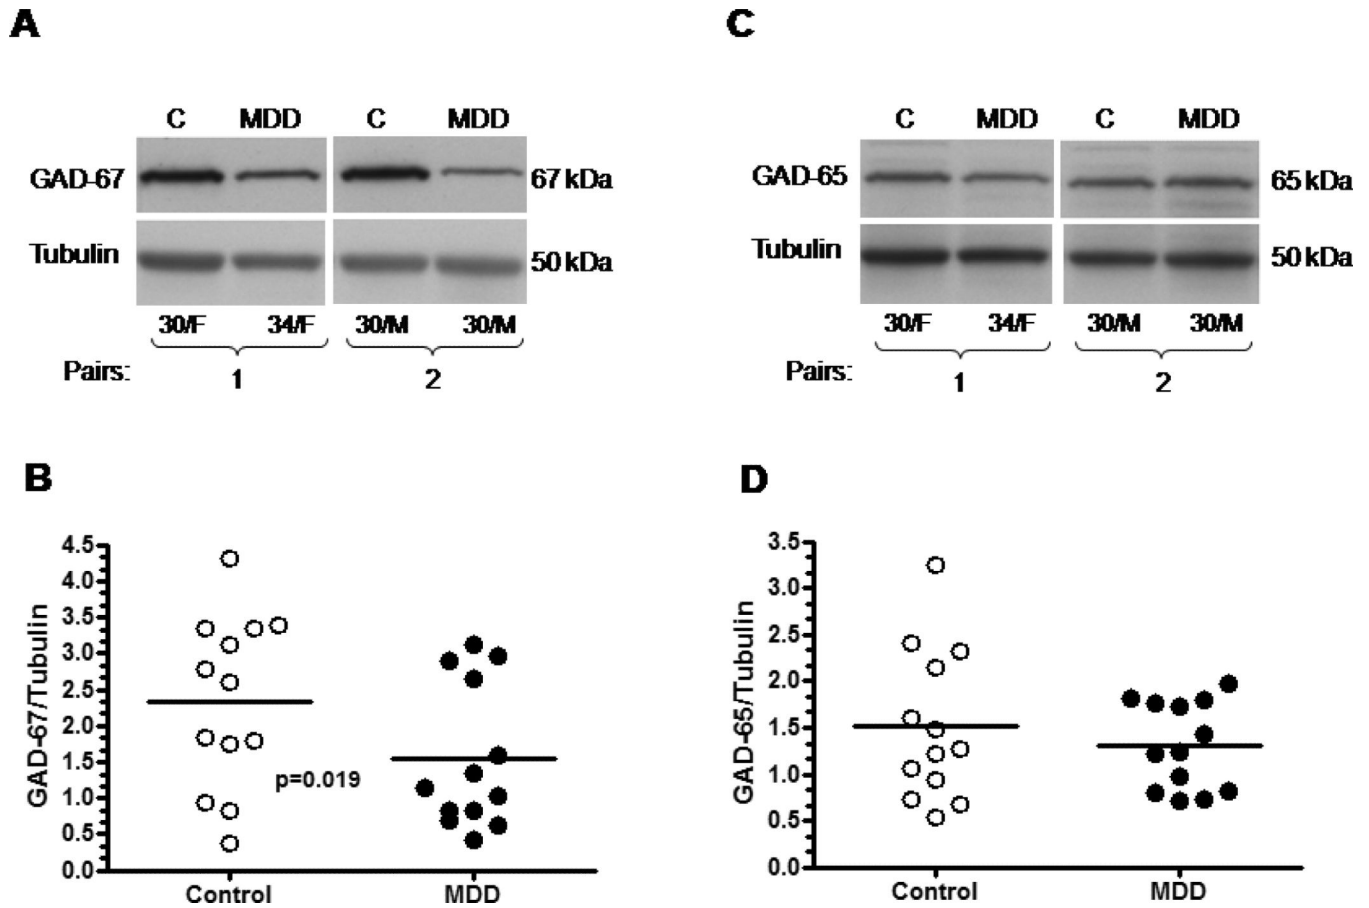 A
C MDD C MDD
GAD-67 67 kDa
Tubulin 50 kDa
30/F 34/F 30/M 30/M
Pairs: 1 2
C
C MDD C MDD
GAD-65 65 kDa
Tubulin 50 kDa
30/F 34/F 30/M 30/M
Pairs: 1 2
B
GAD-67/Tubulin
4.5
4.0
3.5
3.0
2.5
2.0
1.5
1.0
0.5
0.0
p=0.019
Control MDD
D
GAD-65/Tubulin
3.5
3.0
2.5
2.0
1.5
1.0
0.5
0.0
Control MDD